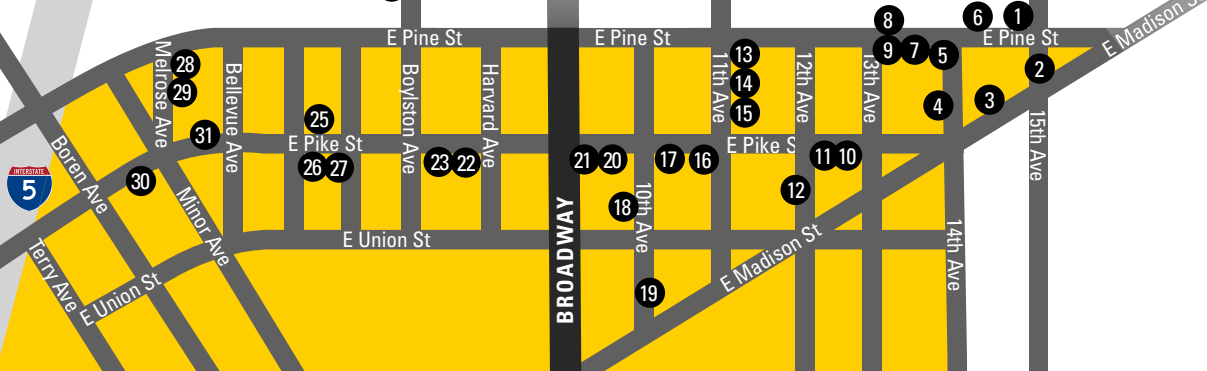 8
6
1
E Pine St
E Pine St
E Pine St
E Madison St
9
7
5
13
2
28
29
14
3
4
15
25
31
Melrose Ave
Bellevue Ave
Boylston Ave
Harvard Ave
11th Ave
12th Ave
13th Ave
15th Ave
E Pike St
E Pike S
26
27
23
22
21
20
17
16
11
10
INTERSTATE
5
30
12
18
Boren Ave
Minor Ave
10th Ave
14th Ave
E Union St
BROADWAY
E Madison St
Terry Ave
E Union St
19